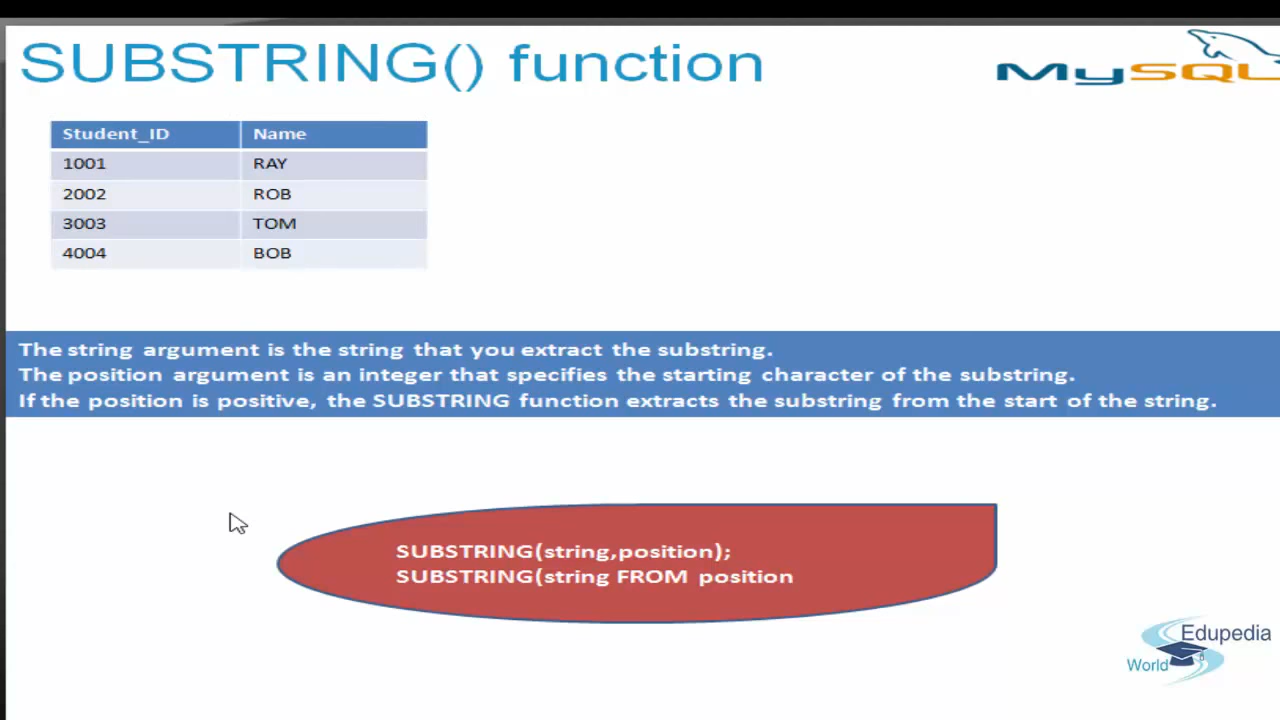 SUBSTRING() function
MySQL
Student_ID Name
1001 RAY
2002 ROB
3003 TOM
4004 BOB
The string argument is the string that you extract the substring.
The position argument is an integer that specifies the starting character of the substring.
If the position is positive, the SUBSTRING function extracts the substring from the start of the string.
SUBSTRING(string,position);
SUBSTRING(string FROM position
Edupedia
World